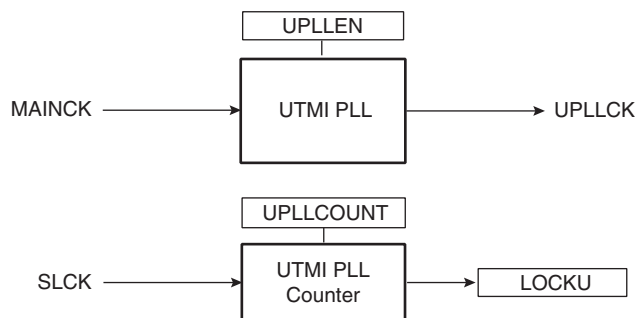 UPLLEN
MAINCK
UTMI PLL
UPLLCK
UPLLCOUNT
SLCK
UTMI PLL
Counter
LOCKU